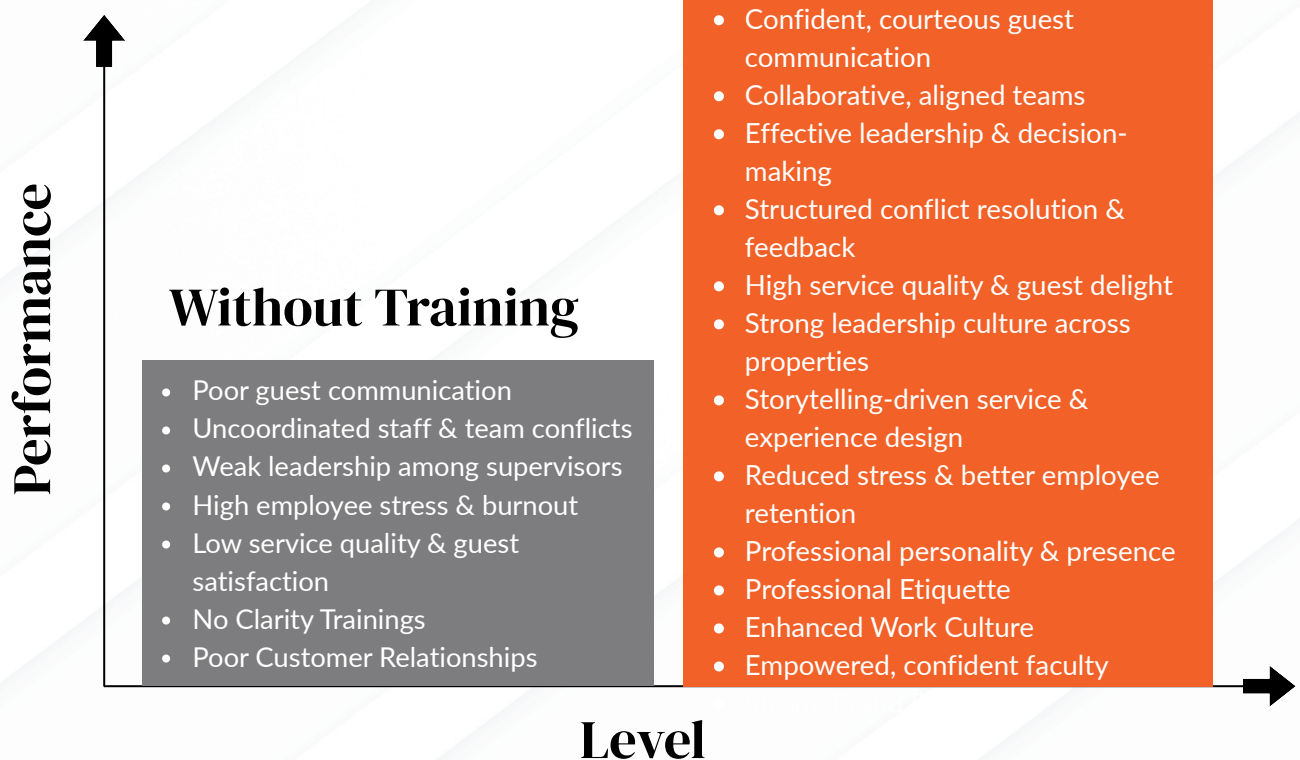 Performance
Without Training
• Poor guest communication
• Uncoordinated staff & team conflicts
• Weak leadership among supervisors
• High employee stress & burnout
• Low service quality & guest
satisfaction
• No Clarity Trainings
• Poor Customer Relationships
• Confident, courteous guest
communication
• Collaborative, aligned teams
• Effective leadership & decision-
making
• Structured conflict resolution &
feedback
• High service quality & guest delight
• Strong leadership culture across
properties
• Storytelling-driven service &
experience design
• Reduced stress & better employee
retention
• Professional personality & presence
• Professional Etiquette
• Enhanced Work Culture
• Empowered, confident faculty
Level